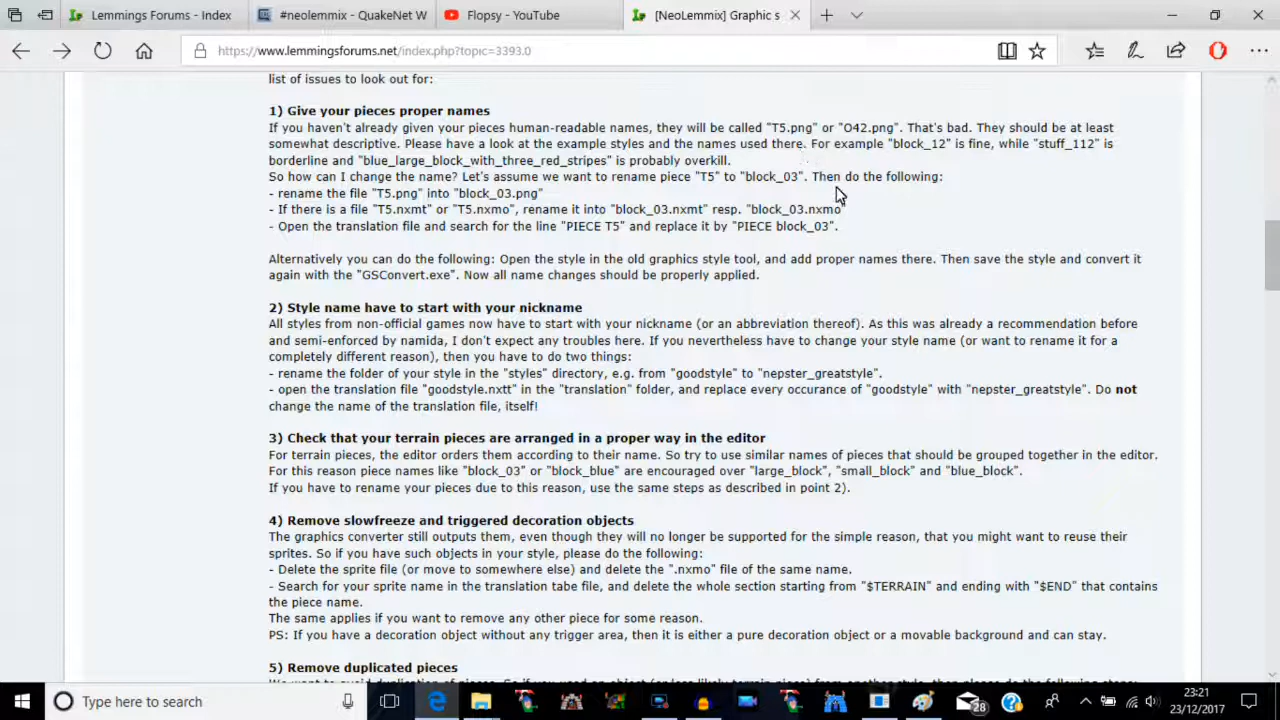 Lemmings Forums - Index
#neolemmix - QuakeNet W
Flopsy - YouTube
[NeoLemmix] Graphic s
https://www.lemmingsforums.net/index.php?topic=3393.0
list of issues to look out for:
1) Give your pieces proper names
If you haven't already given your pieces human-readable names, they will be called "T5.png" or "O42.png". That's bad. They should be at least
somewhat descriptive. Please have a look at the example styles and the names used there. For example "block_12" is fine, while "stuff_112" is
borderline and "blue_large_block_with_three_red_stripes" is probably overkill.
So how can I change the name? Let's assume we want to rename piece "T5" to "block_03". Then do the following:
- rename the file "T5.png" into "block_03.png"
- If there is a file "T5.nxmt" or "T5.nxmo", rename it into "block_03.nxmt" resp. "block_03.nxmo"
- Open the translation file and search for the line "PIECE T5" and replace it by "PIECE block_03".
Alternatively you can do the following: Open the style in the old graphics style tool, and add proper names there. Then save the style and convert it
again with the "GSConvert.exe". Now all name changes should be properly applied.
2) Style name have to start with your nickname
All styles from non-official games now have to start with your nickname (or an abbreviation thereof). As this was already a recommendation before
and semi-enforced by namida, I don't expect any troubles here. If you nevertheless have to change your style name (or want to rename it for a
completely different reason), then you have to do two things:
- rename the folder of your style in the "styles" directory, e.g. from "goodstyle" to "nepster_greatstyle".
- open the translation file "goodstyle.nxtt" in the "translation" folder, and replace every occurance of "goodstyle" with "nepster_greatstyle". Do not
change the name of the translation file, itself!
3) Check that your terrain pieces are arranged in a proper way in the editor
For terrain pieces, the editor orders them according to their name. So try to use similar names of pieces that should be grouped together in the editor.
For this reason piece names like "block_03" or "block_blue" are encouraged over "large_block", "small_block" and "blue_block".
If you have to rename your pieces due to this reason, use the same steps as described in point 2).
4) Remove slowfreeze and triggered decoration objects
The graphics converter still outputs them, even though they will no longer be supported for the simple reason, that you might want to reuse their
sprites. So if you have such objects in your style, please do the following:
- Delete the sprite file (or move to somewhere else) and delete the ".nxmo" file of the same name.
- Search for your sprite name in the translation tabe file, and delete the whole section starting from "$TERRAIN" and ending with "$END" that contains
the piece name.
The same applies if you want to remove any other piece for some reason.
PS: If you have a decoration object without any trigger area, then it is either a pure decoration object or a movable background and can stay.
5) Remove duplicated pieces
Type here to search
28
23:21
23/12/2017